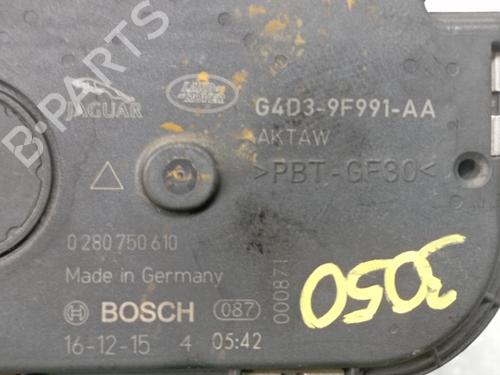 B-PARTS
JAGUAR
LAND ROVER
G4D3-9F991-AA
AKTAW
>PBT-GF30<
0 280 750 610
Made in Germany
BOSCH
087
000871
16-12-15 4 05:42
3050